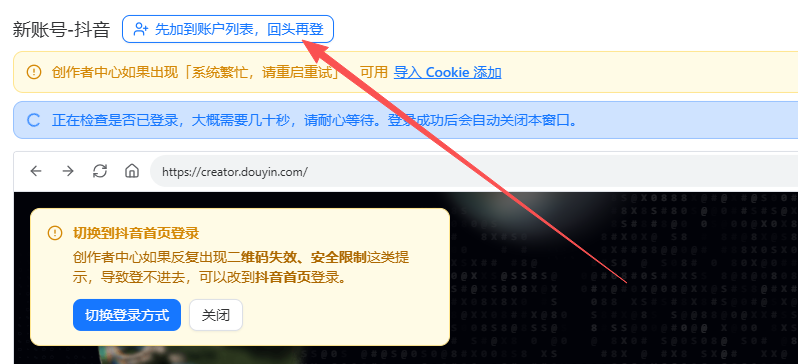 新账号-抖音 先加到账户列表，回头再登
创作者中心如果出现「系统繁忙，请重启重试」，可用 导入 Cookie 添加
正在检查是否已登录，大概需要几十秒，请耐心等待。登录成功后会自动关闭本窗口。
https://creator.douyin.com/
切换到抖音首页登录
创作者中心如果反复出现二维码失效、安全限制这类提
示，导致登不进去，可以改到抖音首页登录。
切换登录方式 关闭